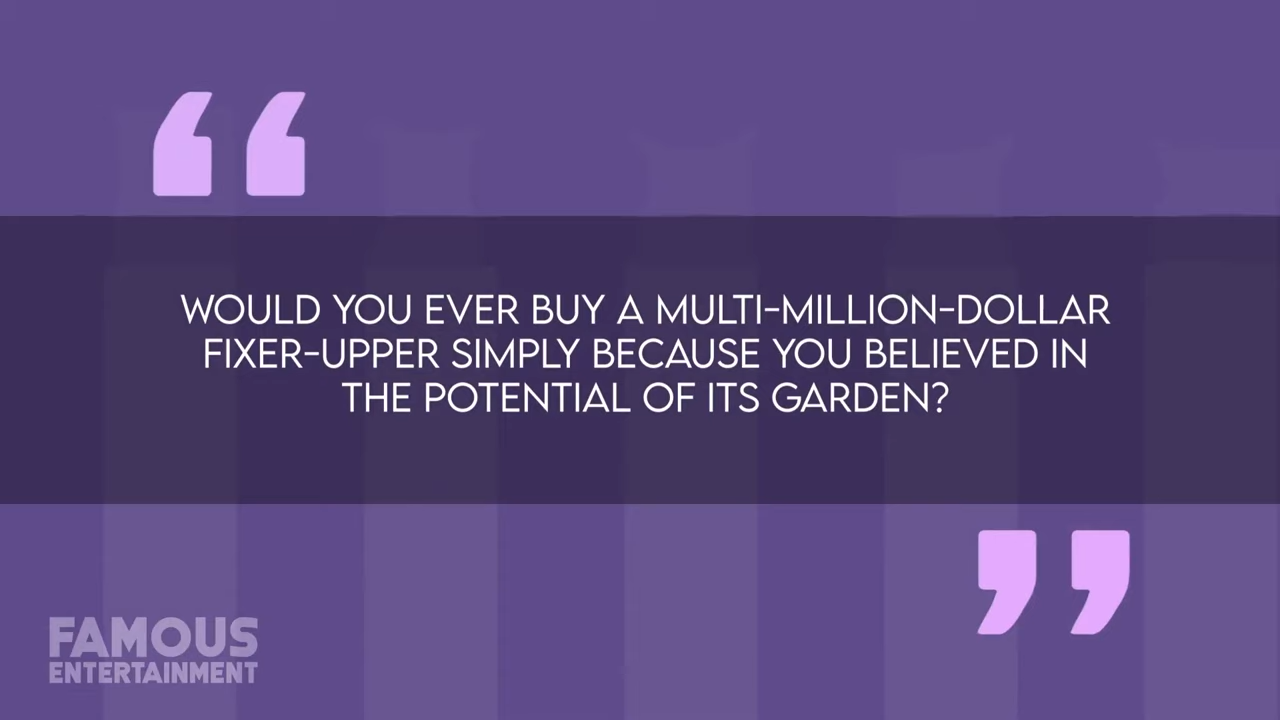 WOULD YOU EVER BUY A MULTI-MILLION-DOLLAR
FIXER-UPPER SIMPLY BECAUSE YOU BELIEVED IN
THE POTENTIAL OF ITS GARDEN?
FAMOUS
ENTERTAINMENT